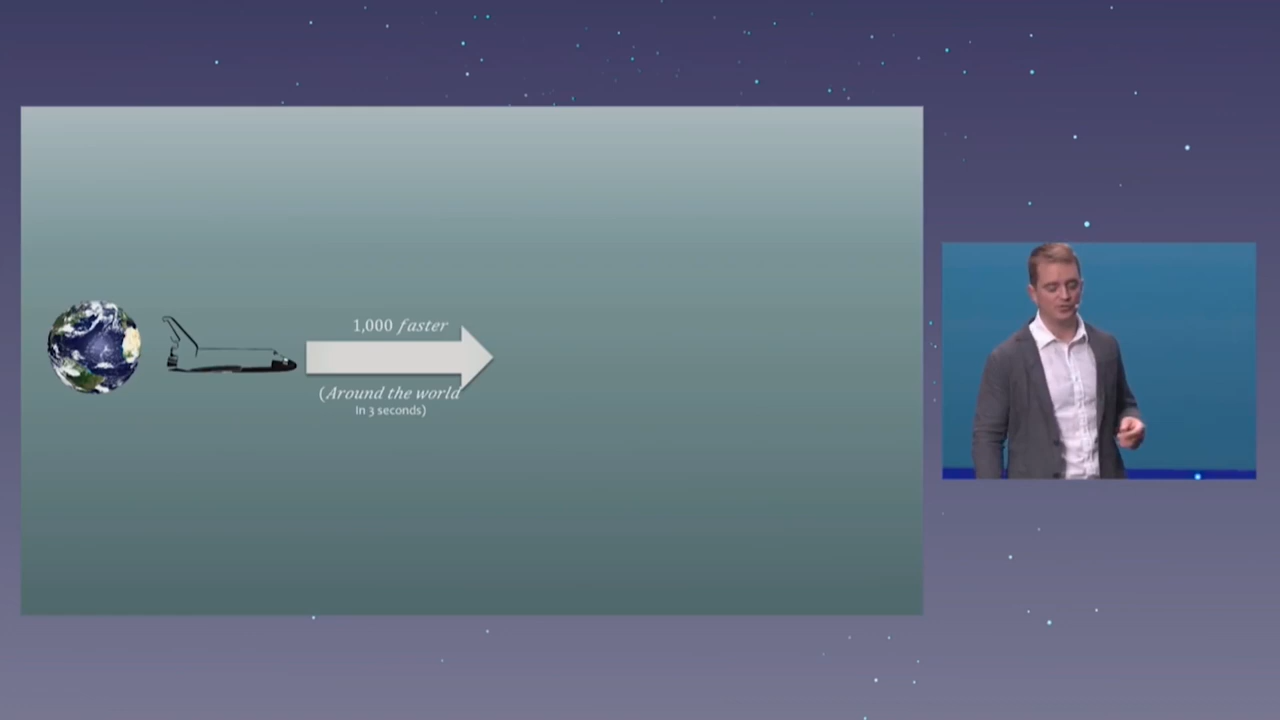 1,000 faster
(Around the world
In 3 seconds)